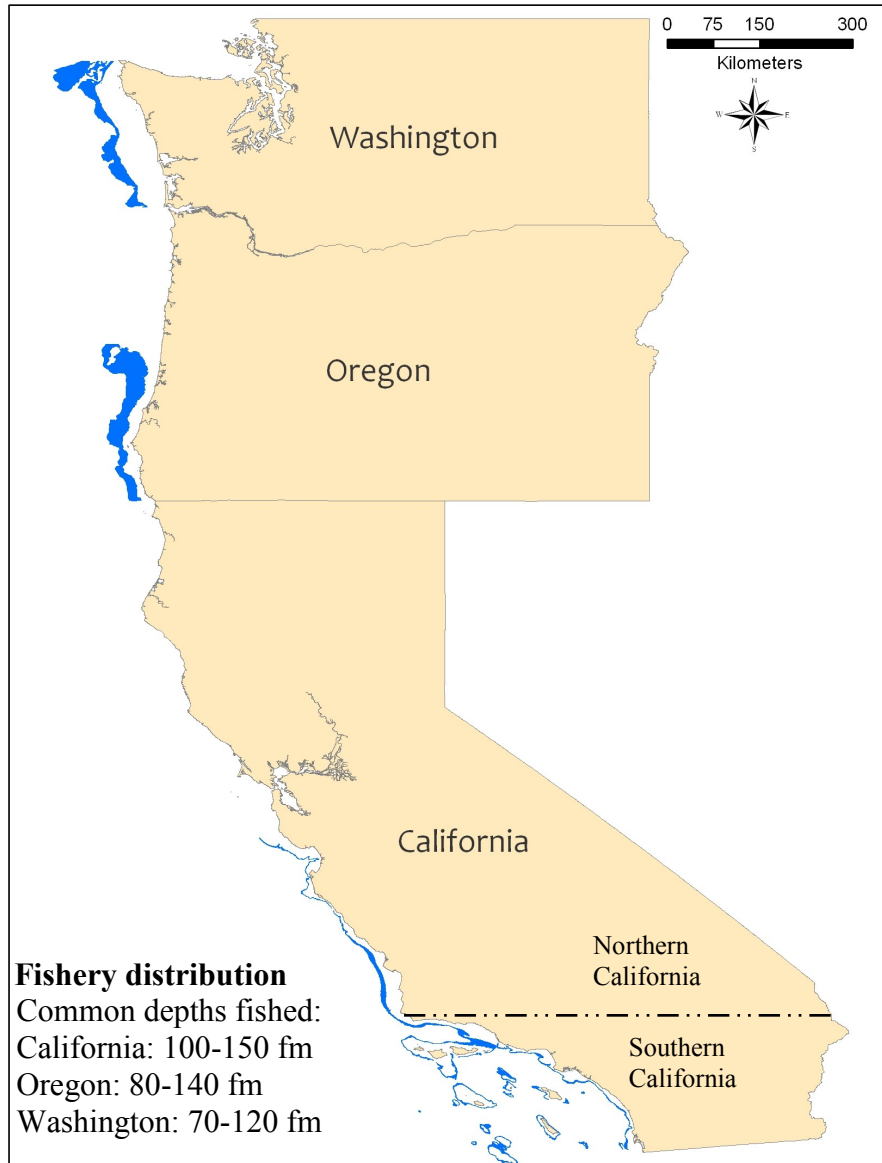 0 75 150 300
Kilometers
N
W E
S
Washington
Oregon
California
Northern
California
Southern
California
Fishery distribution
Common depths fished:
California: 100-150 fm
Oregon: 80-140 fm
Washington: 70-120 fm